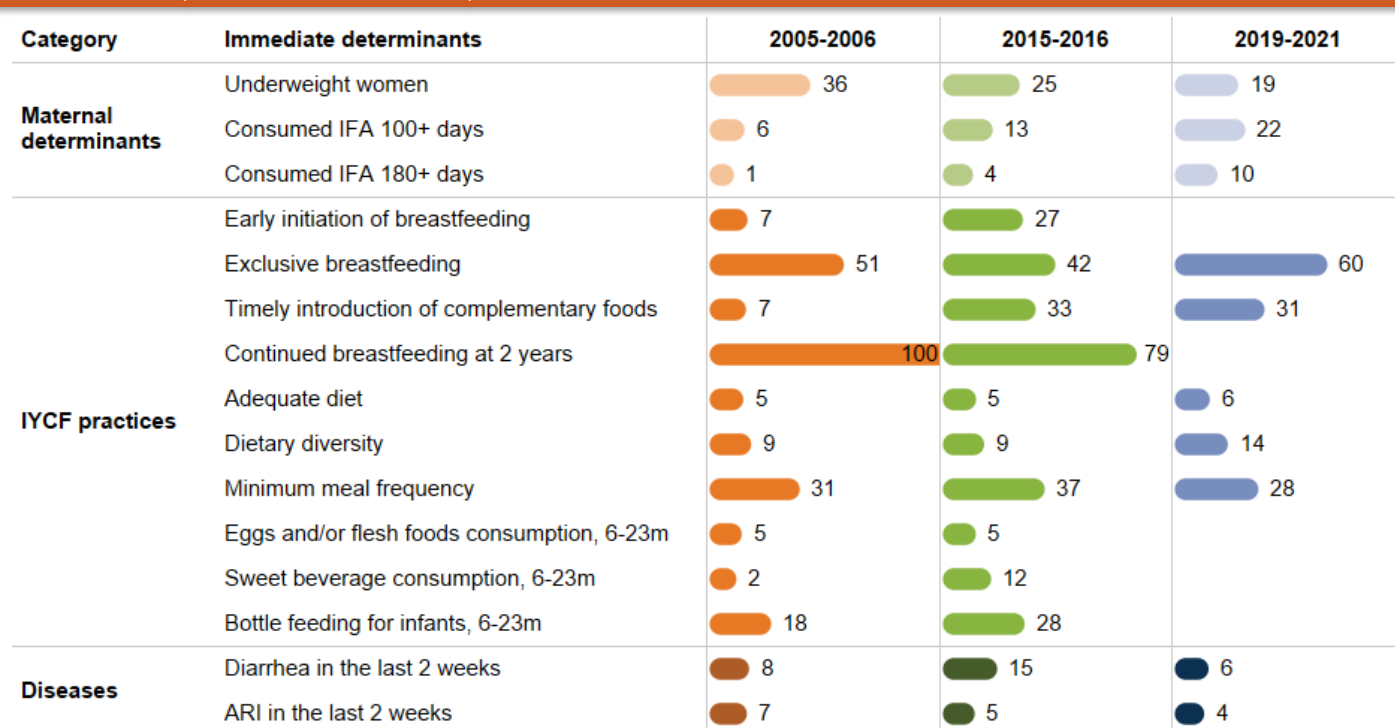 Category Immediate determinants 2005-2006 2015-2016 2019-2021
Maternal determinants
Underweight women 36 25 19
Consumed IFA 100+ days 6 13 22
Consumed IFA 180+ days 1 4 10
IYCF practices
Early initiation of breastfeeding 7 27
Exclusive breastfeeding 51 42 60
Timely introduction of complementary foods 7 33 31
Continued breastfeeding at 2 years 100 79
Adequate diet 5 5 6
Dietary diversity 9 9 14
Minimum meal frequency 31 37 28
Eggs and/or flesh foods consumption, 6-23m 5 5
Sweet beverage consumption, 6-23m 2 12
Bottle feeding for infants, 6-23m 18 28
Diseases
Diarrhea in the last 2 weeks 8 15 6
ARI in the last 2 weeks 7 5 4